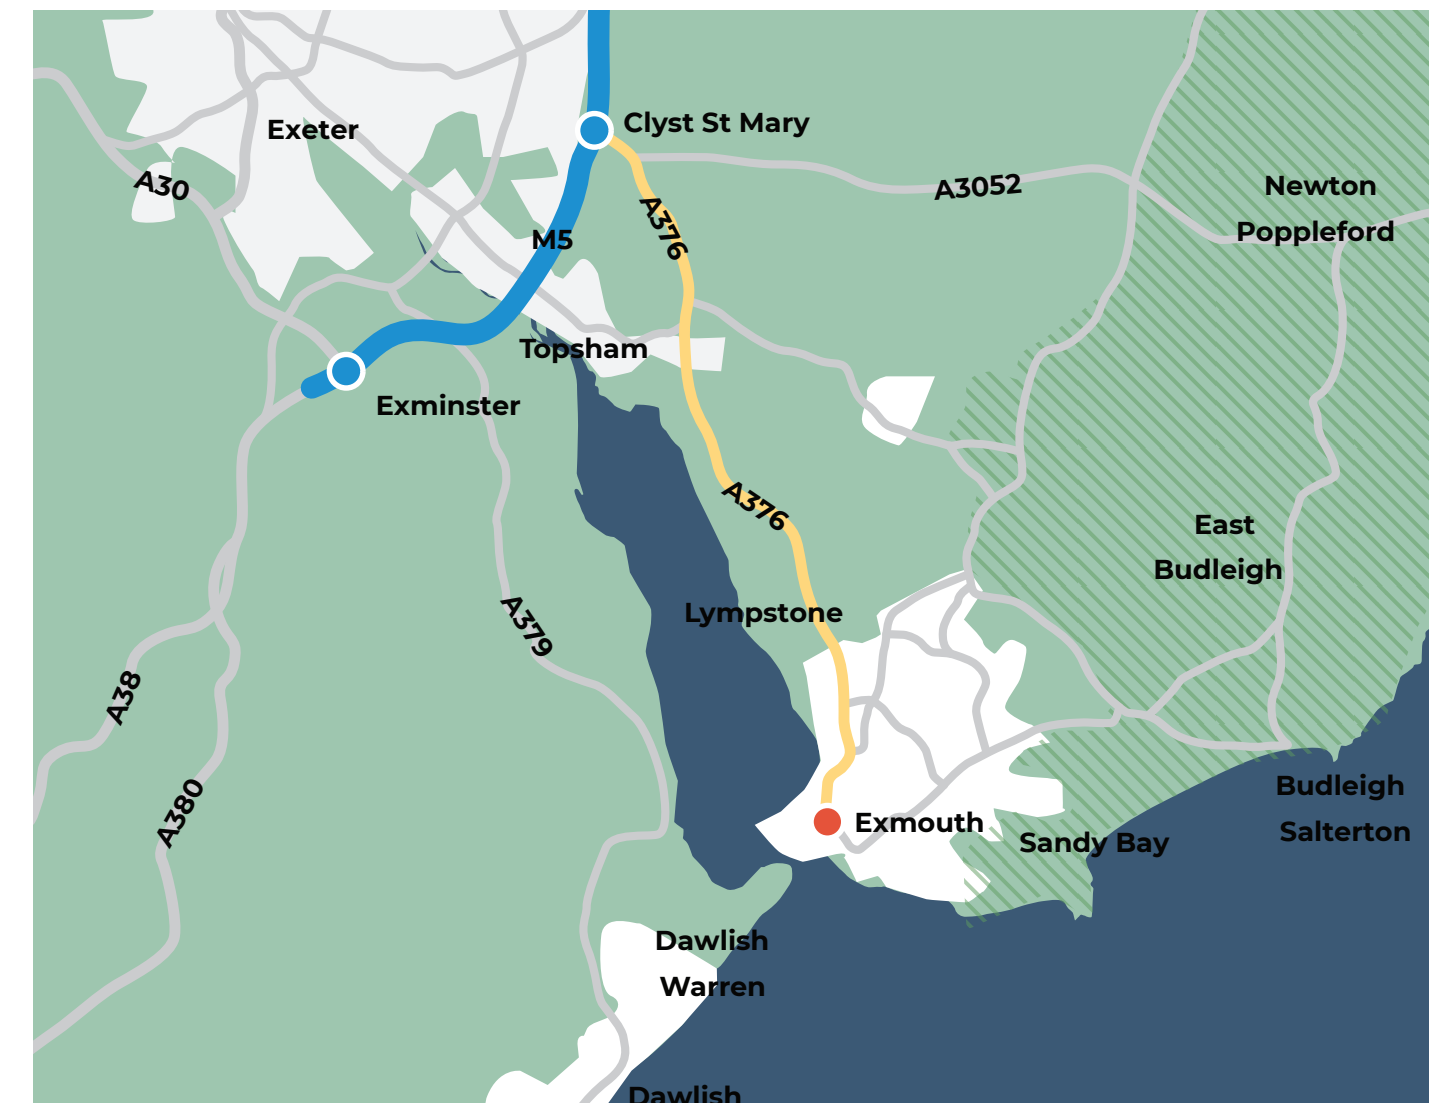 Clyst St Mary
Exeter
A30
A3052
Newton
Poppleford
A376
M5
Topsham
Exminster
A376
East
Budleigh
Lympstone
A379
A38
A380
Budleigh
Salterton
Exmouth
Sandy Bay
Dawlish
Warren
Dawlish